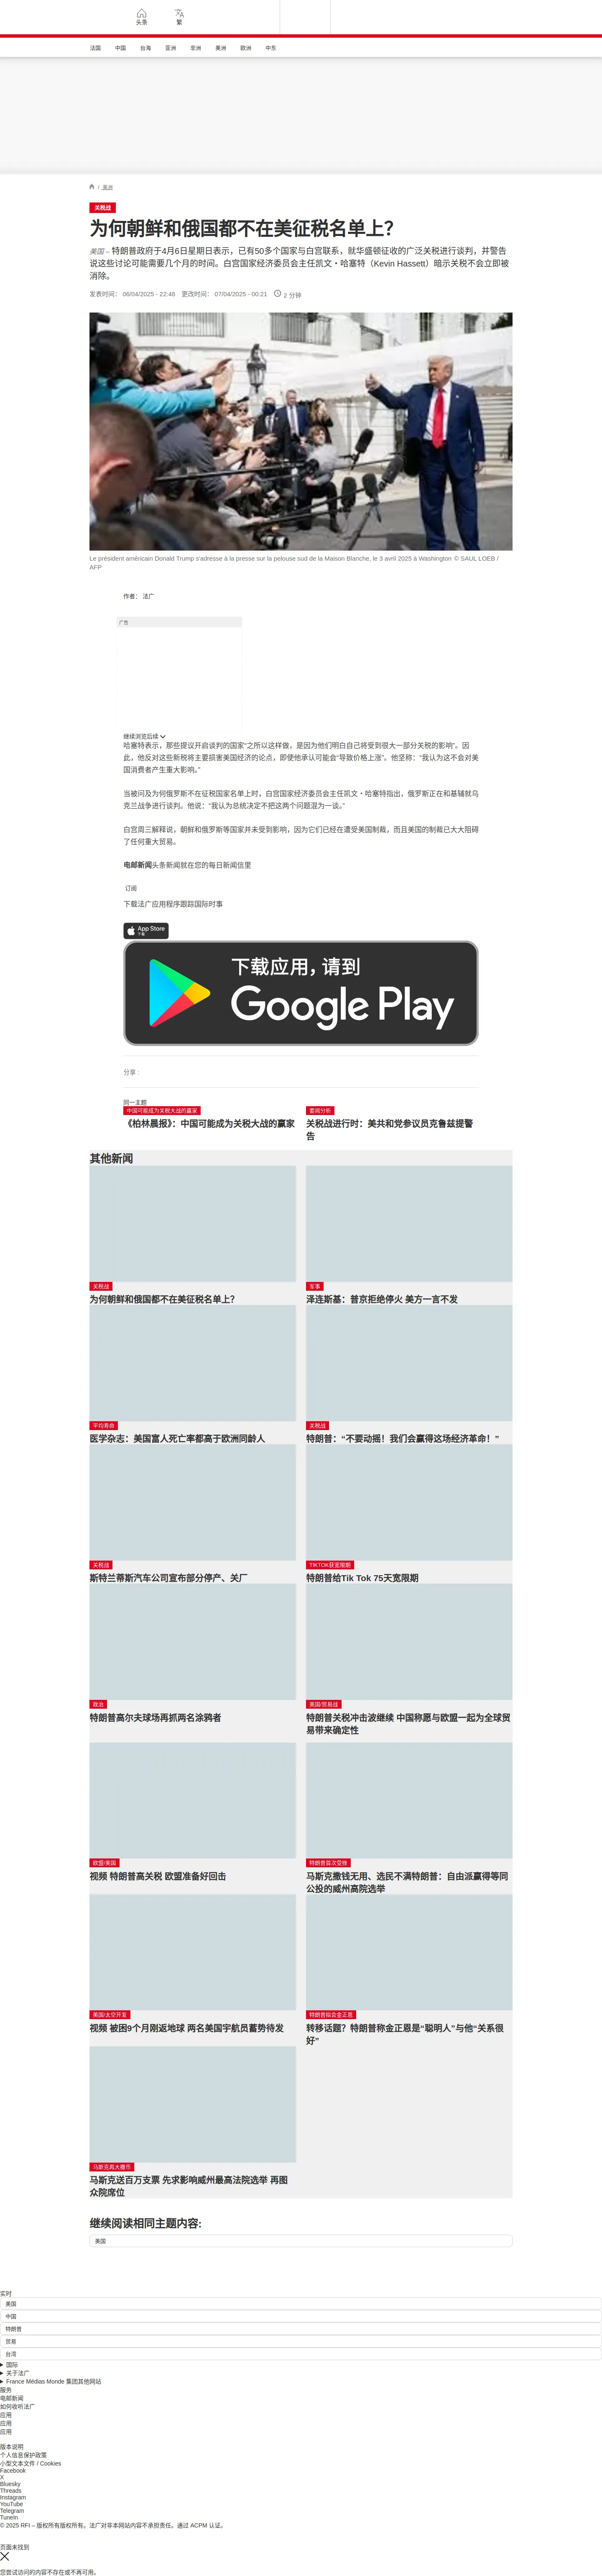 头条
繁
法国
中国
台海
亚洲
非洲
美洲
欧洲
中东
/ 美洲
关税战
为何朝鲜和俄国都不在美征税名单上？
美国 – 特朗普政府于4月6日星期日表示，已有50多个国家与白宫联系，就华盛顿征收的广泛关税进行谈判，并警告
说这些讨论可能需要几个月的时间。白宫国家经济委员会主任凯文・哈塞特（Kevin Hassett）暗示关税不会立即被
消除。
发表时间： 06/04/2025 - 22:48 更改时间： 07/04/2025 - 00:21 2 分钟
Le président américain Donald Trump s'adresse à la presse sur la pelouse sud de la Maison Blanche, le 3 avril 2025 à Washington © SAUL LOEB /
AFP
作者： 法广
广告
继续浏览后续
哈塞特表示，那些提议开启谈判的国家“之所以这样做，是因为他们明白自己将受到很大一部分关税的影响”。因
此，他反对这些新税将主要损害美国经济的论点，即使他承认可能会“导致价格上涨”。他坚称：“我认为这不会对美
国消费者产生重大影响。”
当被问及为何俄罗斯不在征税国家名单上时，白宫国家经济委员会主任凯文・哈塞特指出，俄罗斯正在和基辅就乌
克兰战争进行谈判。他说：“我认为总统决定不把这两个问题混为一谈。”
白宫周三解释说，朝鲜和俄罗斯等国家并未受到影响，因为它们已经在遭受美国制裁，而且美国的制裁已大大阻碍
了任何重大贸易。
电邮新闻头条新闻就在您的每日新闻信里
订阅
下载法广应用程序跟踪国际时事
App Store
下载
下载应用，请到
Google Play
分享 :
同一主题
中国可能成为关税大战的赢家
《柏林晨报》：中国可能成为关税大战的赢家
要闻分析
关税战进行时：美共和党参议员克鲁兹提警
告
其他新闻
关税战
为何朝鲜和俄国都不在美征税名单上？
军事
泽连斯基：普京拒绝停火 美方一言不发
平均寿命
医学杂志：美国富人死亡率都高于欧洲同龄人
关税战
特朗普：“不要动摇！我们会赢得这场经济革命！”
关税战
斯特兰蒂斯汽车公司宣布部分停产、关厂
TIKTOK获宽限期
特朗普给Tik Tok 75天宽限期
政治
特朗普高尔夫球场再抓两名涂鸦者
美国/贸易战
特朗普关税冲击波继续 中国称愿与欧盟一起为全球贸
易带来确定性
欧盟/美国
视频 特朗普高关税 欧盟准备好回击
特朗普首次受挫
马斯克撒钱无用、选民不满特朗普：自由派赢得等同
公投的威州高院选举
美国/太空开发
视频 被困9个月刚返地球 两名美国宇航员蓄势待发
特朗普拟会金正恩
转移话题？特朗普称金正恩是“聪明人”与他“关系很
好”
马斯克再大撒币
马斯克送百万支票 先求影响威州最高法院选举 再图
众院席位
继续阅读相同主题内容:
美国
实时
美国
中国
特朗普
贸易
台湾
国际
关于法广
France Médias Monde 集团其他网站
服务
电邮新闻
如何收听法广
应用
应用
应用
版本说明
个人信息保护政策
小型文本文件 / Cookies
Facebook
X
Bluesky
Threads
Instagram
YouTube
Telegram
TuneIn
© 2025 RFI – 版权所有版权所有。法广对非本网站内容不承担责任。通过 ACPM 认证。
页面未找到
您尝试访问的内容不存在或不再可用。